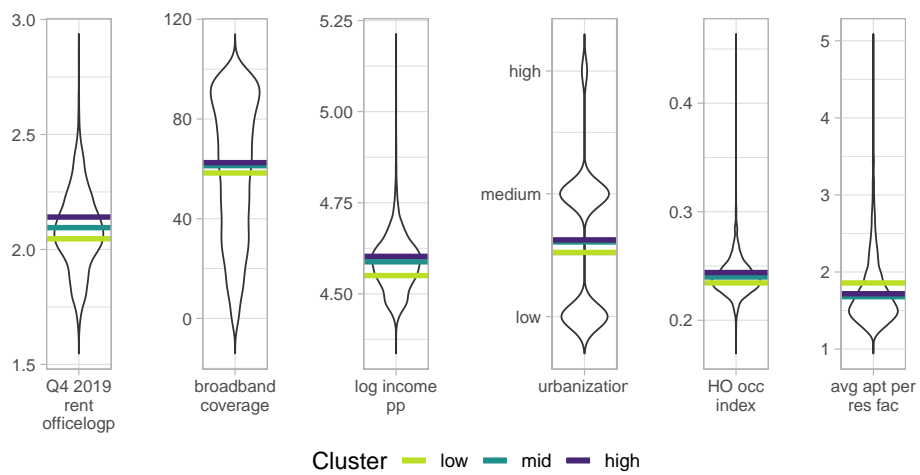 3.0
2.5
2.0
1.5
Q4 2019
rent
officelogp
120
80
40
0
broadband
coverage
5.25
5.00
4.75
4.50
log income
pp
high
medium
low
urbanization
0.4
0.3
0.2
HO occ
index
5
4
3
2
1
avg apt per
res fac
Cluster low mid high